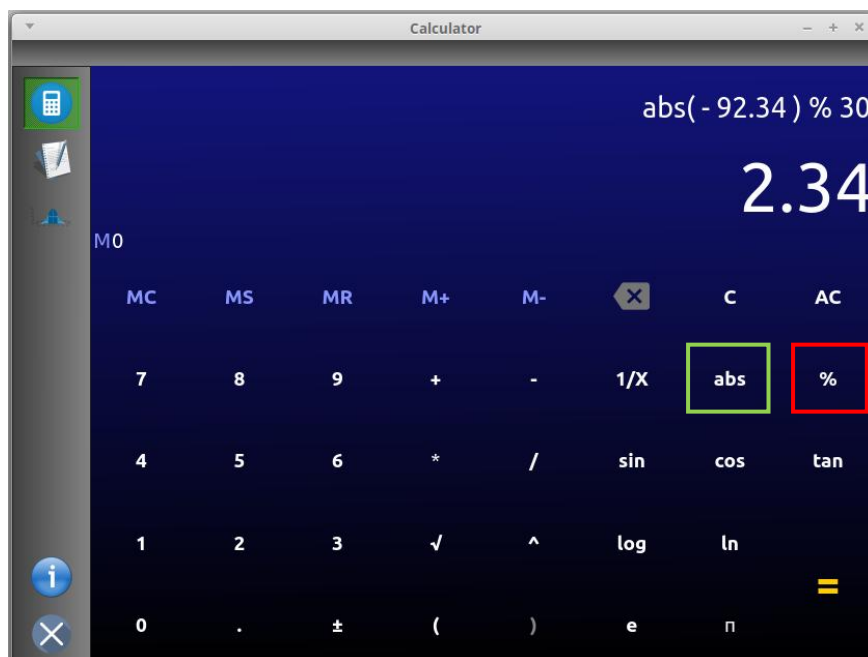 Calculator
abs( - 92.34 ) % 30
2.34
M0
MC MS MR M+ M- C AC
7 8 9 + - 1/X abs %
4 5 6 * / sin cos tan
1 2 3 √ ^ log ln
=
0 . ± ( ) e п